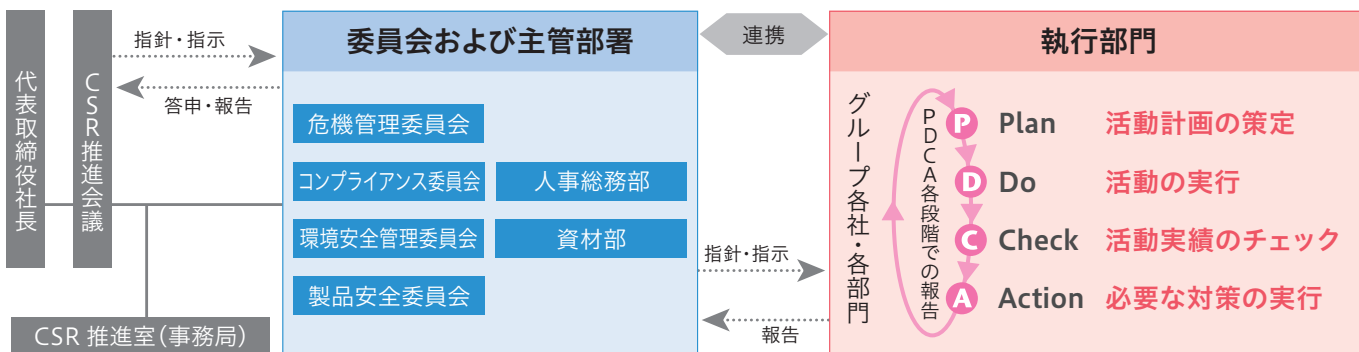 代表取締役社長
CSR推進会議
指針・指示
答申・報告
CSR 推進室（事務局）
委員会および主管部署
危機管理委員会
コンプライアンス委員会
人事総務部
環境安全管理委員会
資材部
製品安全委員会
連携
指針・指示
報告
執行部門
グループ各社・各部門
PDCA各段階での報告
P Plan 活動計画の策定
D Do 活動の実行
C Check 活動実績のチェック
A Action 必要な対策の実行